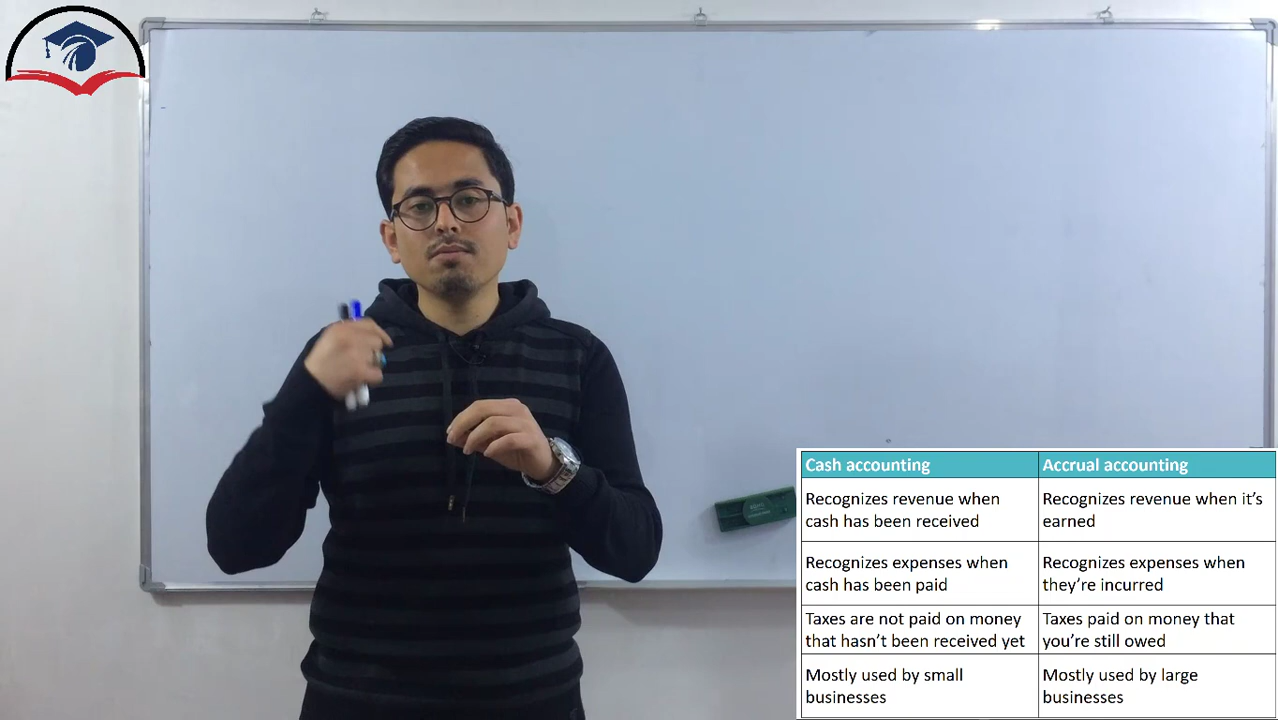 Cash accounting
Accrual accounting
Recognizes revenue when
cash has been received
Recognizes revenue when it’s
earned
Recognizes expenses when
cash has been paid
Recognizes expenses when
they’re incurred
Taxes are not paid on money
that hasn’t been received yet
Taxes paid on money that
you’re still owed
Mostly used by small
businesses
Mostly used by large
businesses